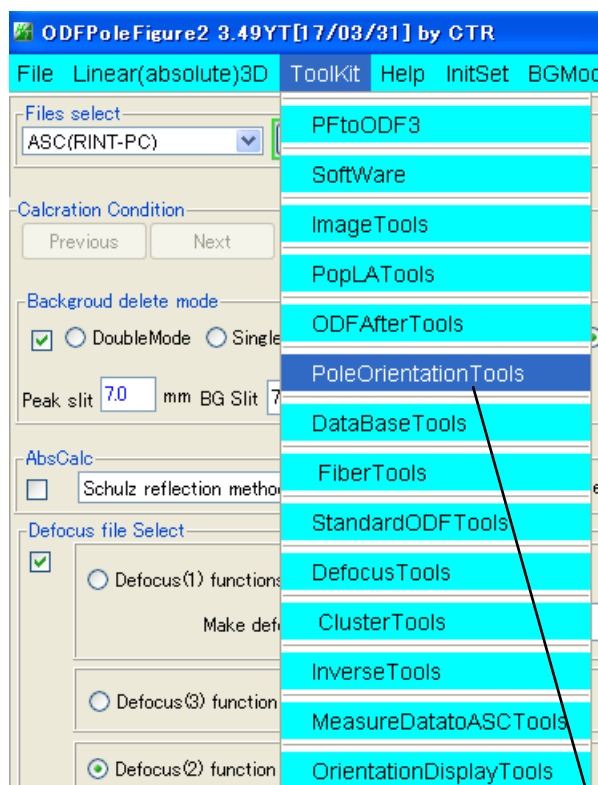 ODFPoleFigure2 3.49YT[17/03/31] by CTR
File Linear(absolute)3D ToolKit Help InitSet BGMod
Files select
ASC(RINT-PC)
PFtoODF3
SoftWare
Calcration Condition
Previous Next
ImageTools
PopLATools
Backgroud delete mode
DoubleMode Single
ODFAfterTools
PoleOrientationTools
Peak slit 7.0 mm BG Slit 7
DataBaseTools
AbsCalc
Schulz reflection metho
FiberTools
StandardODFTools
Defocus file Select
Defocus(1) functions
DefocusTools
Make defo
ClusterTools
InverseTools
Defocus(3) function
MeasureDatatoASCTools
Defocus(2) function
OrientationDisplayTools